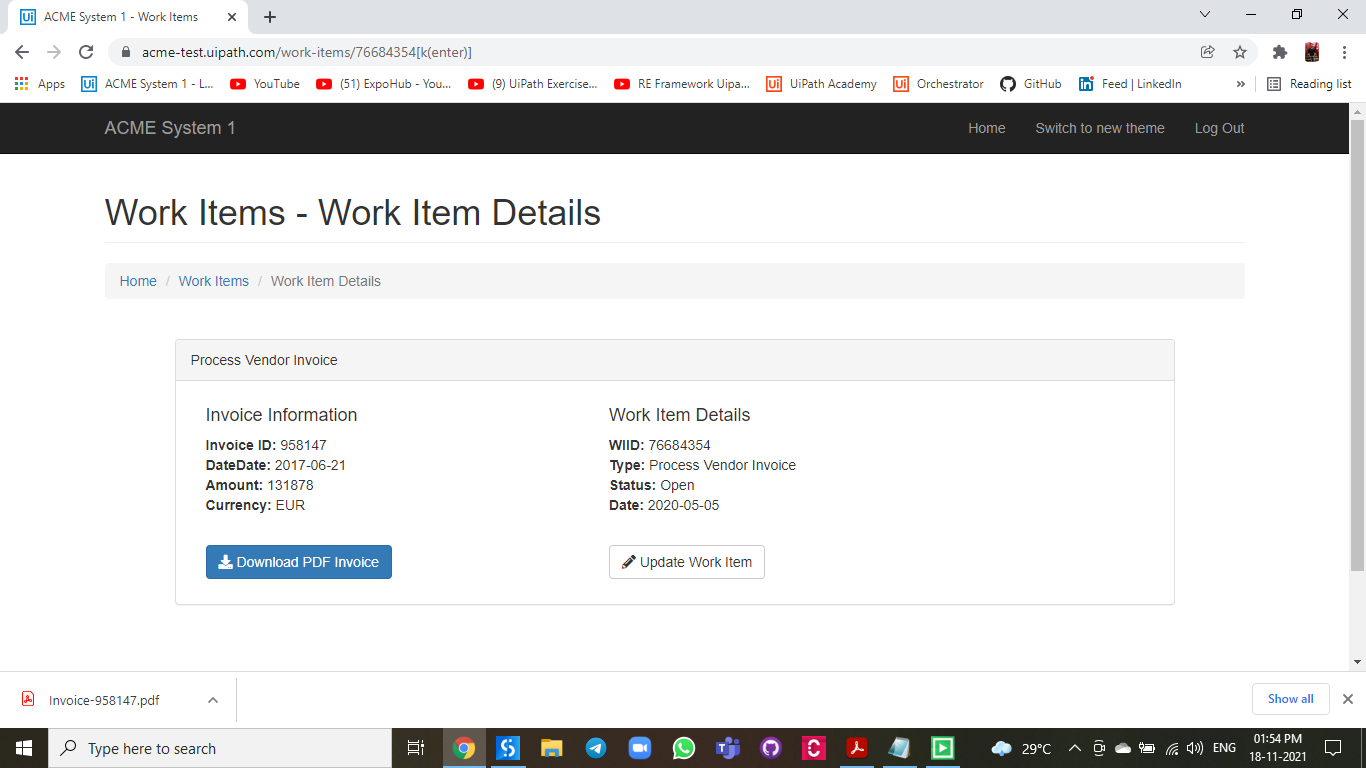 Ui ACME System 1 - Work Items
acme-test.uipath.com/work-items/76684354[k(enter)]
Apps Ui ACME System 1 - L... YouTube (51) ExpoHub - You... (9) UiPath Exercise... RE Framework Uipa... Ui UiPath Academy Ui Orchestrator GitHub in Feed | LinkedIn » Reading list
ACME System 1 Home Switch to new theme Log Out
Work Items - Work Item Details
Home / Work Items / Work Item Details
Process Vendor Invoice
Invoice Information
Invoice ID: 958147
DateDate: 2017-06-21
Amount: 131878
Currency: EUR
Download PDF Invoice
Work Item Details
WIID: 76684354
Type: Process Vendor Invoice
Status: Open
Date: 2020-05-05
Update Work Item
Invoice-958147.pdf Show all
Type here to search 29°C ENG 01:54 PM
18-11-2021